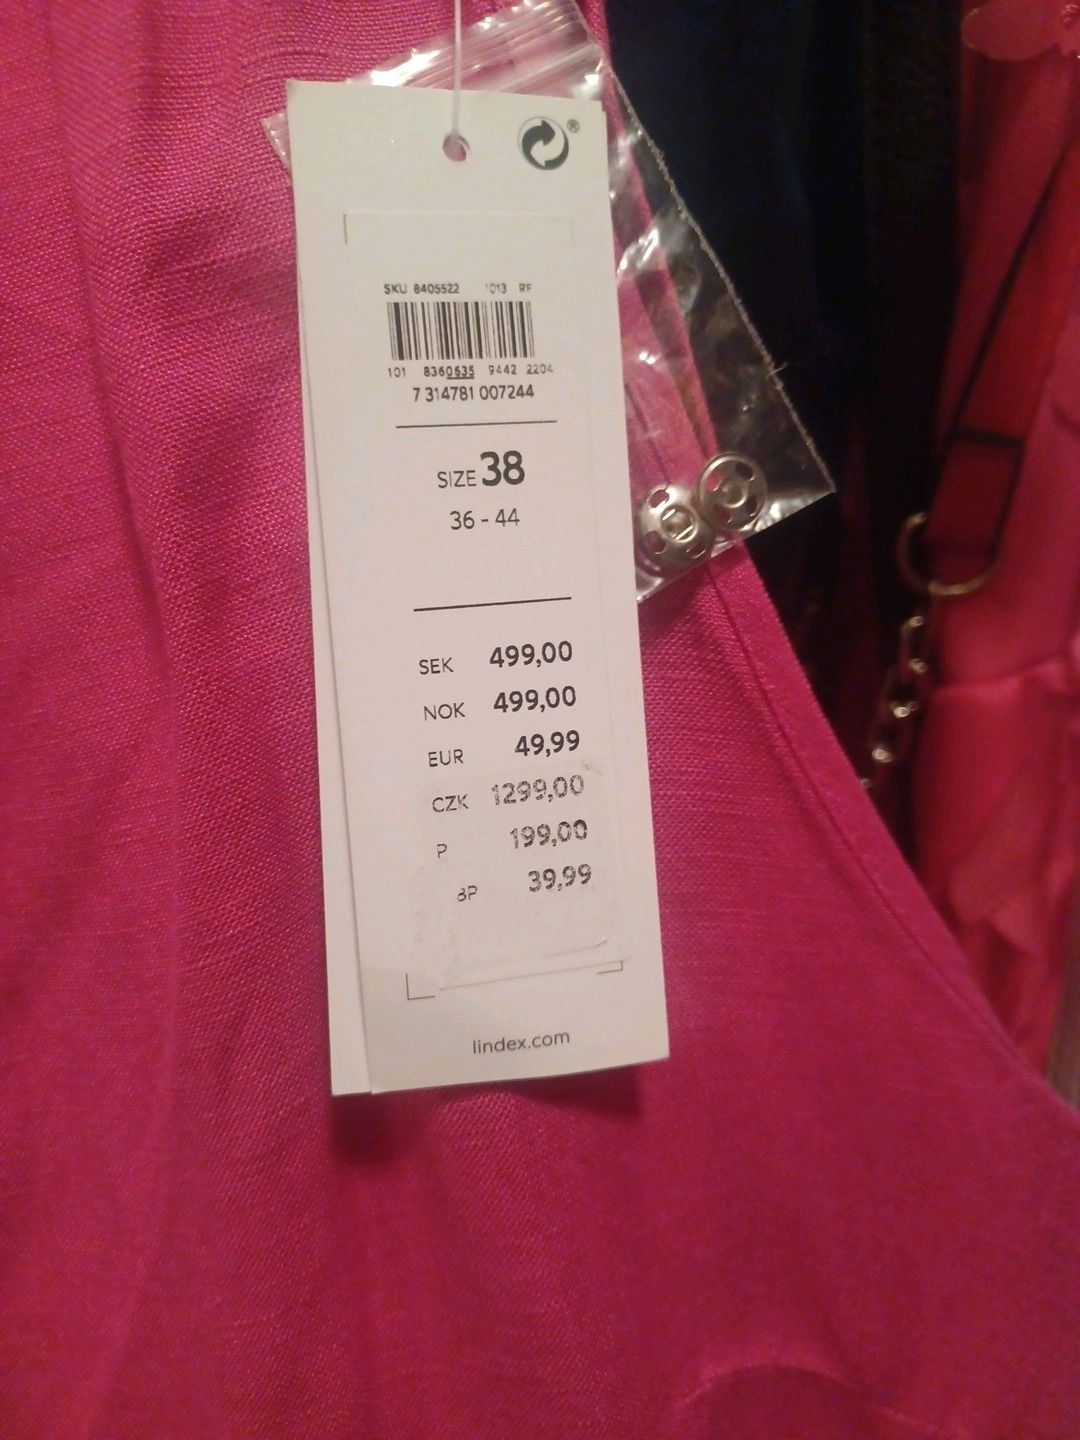 ®
SKU 8405522 1013 RF
101 8360635 9442 2204
7 314781 007244
SIZE 38
36 - 44
SEK 499,00
NOK 499,00
EUR 49,99
CZK 1299,00
P 199,00
BP 39,99
lindex.com